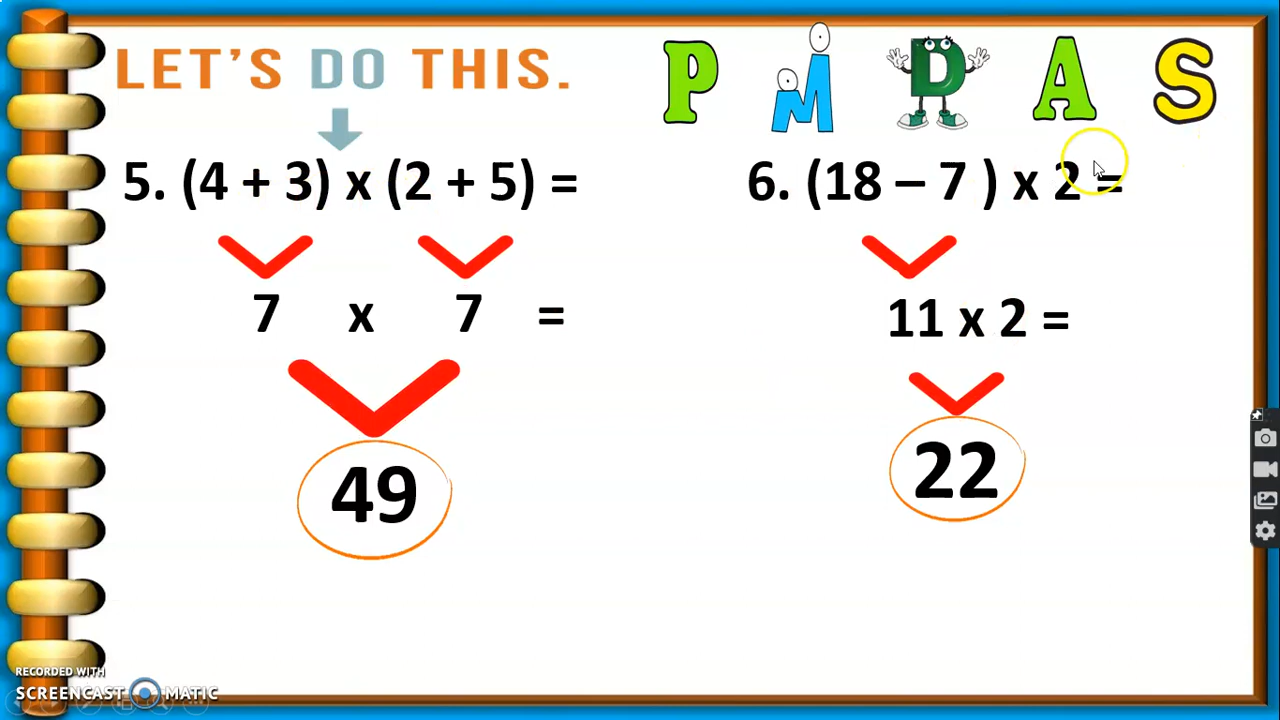 LET'S DO THIS.
P M D A S
5. (4 + 3) x (2 + 5) =
7 x 7 =
49
6. (18 – 7 ) x 2 =
11 x 2 =
22
RECORDED WITH
SCREENCAST MATIC